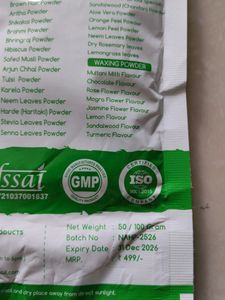 Brown
Aritha Powder
Shikakai Powder
Brahmi Powder
Bhringraj Powder
Hibiscus Powder
Safed Musli Powder
Arjun Chhal Powder
Tulsi Powder
Karela Powder
Neem Leaves Powder
Harde (Haritaki) Powder
Stevia Leaves Powder
Senna Leaves Powder
Sandalwood (Chandan)
Aloe Vera Powder
Orange Peel Powder
Lemon Peel Powder
Neem Leaves Powder
Dry Rosemary leaves
Lemongrass leaves
WAXING POWDER
Multani Mitti Flavour
Chocolate Flavour
Rose Flower Flavour
Mogra Flower Flavour
Jasmine Flower Flavour
Lemon Flavour
Sandalwood Flavour
Turmeric Flavour
fssai
GMP
CERTIFIED
ISO
COMPANY
Net Weight : 50 / 100 Gram
Batch No :
Expiry Date : 31 Dec 2026
MRP. : ₹ 499/-
and dry place away from direct sunlight.